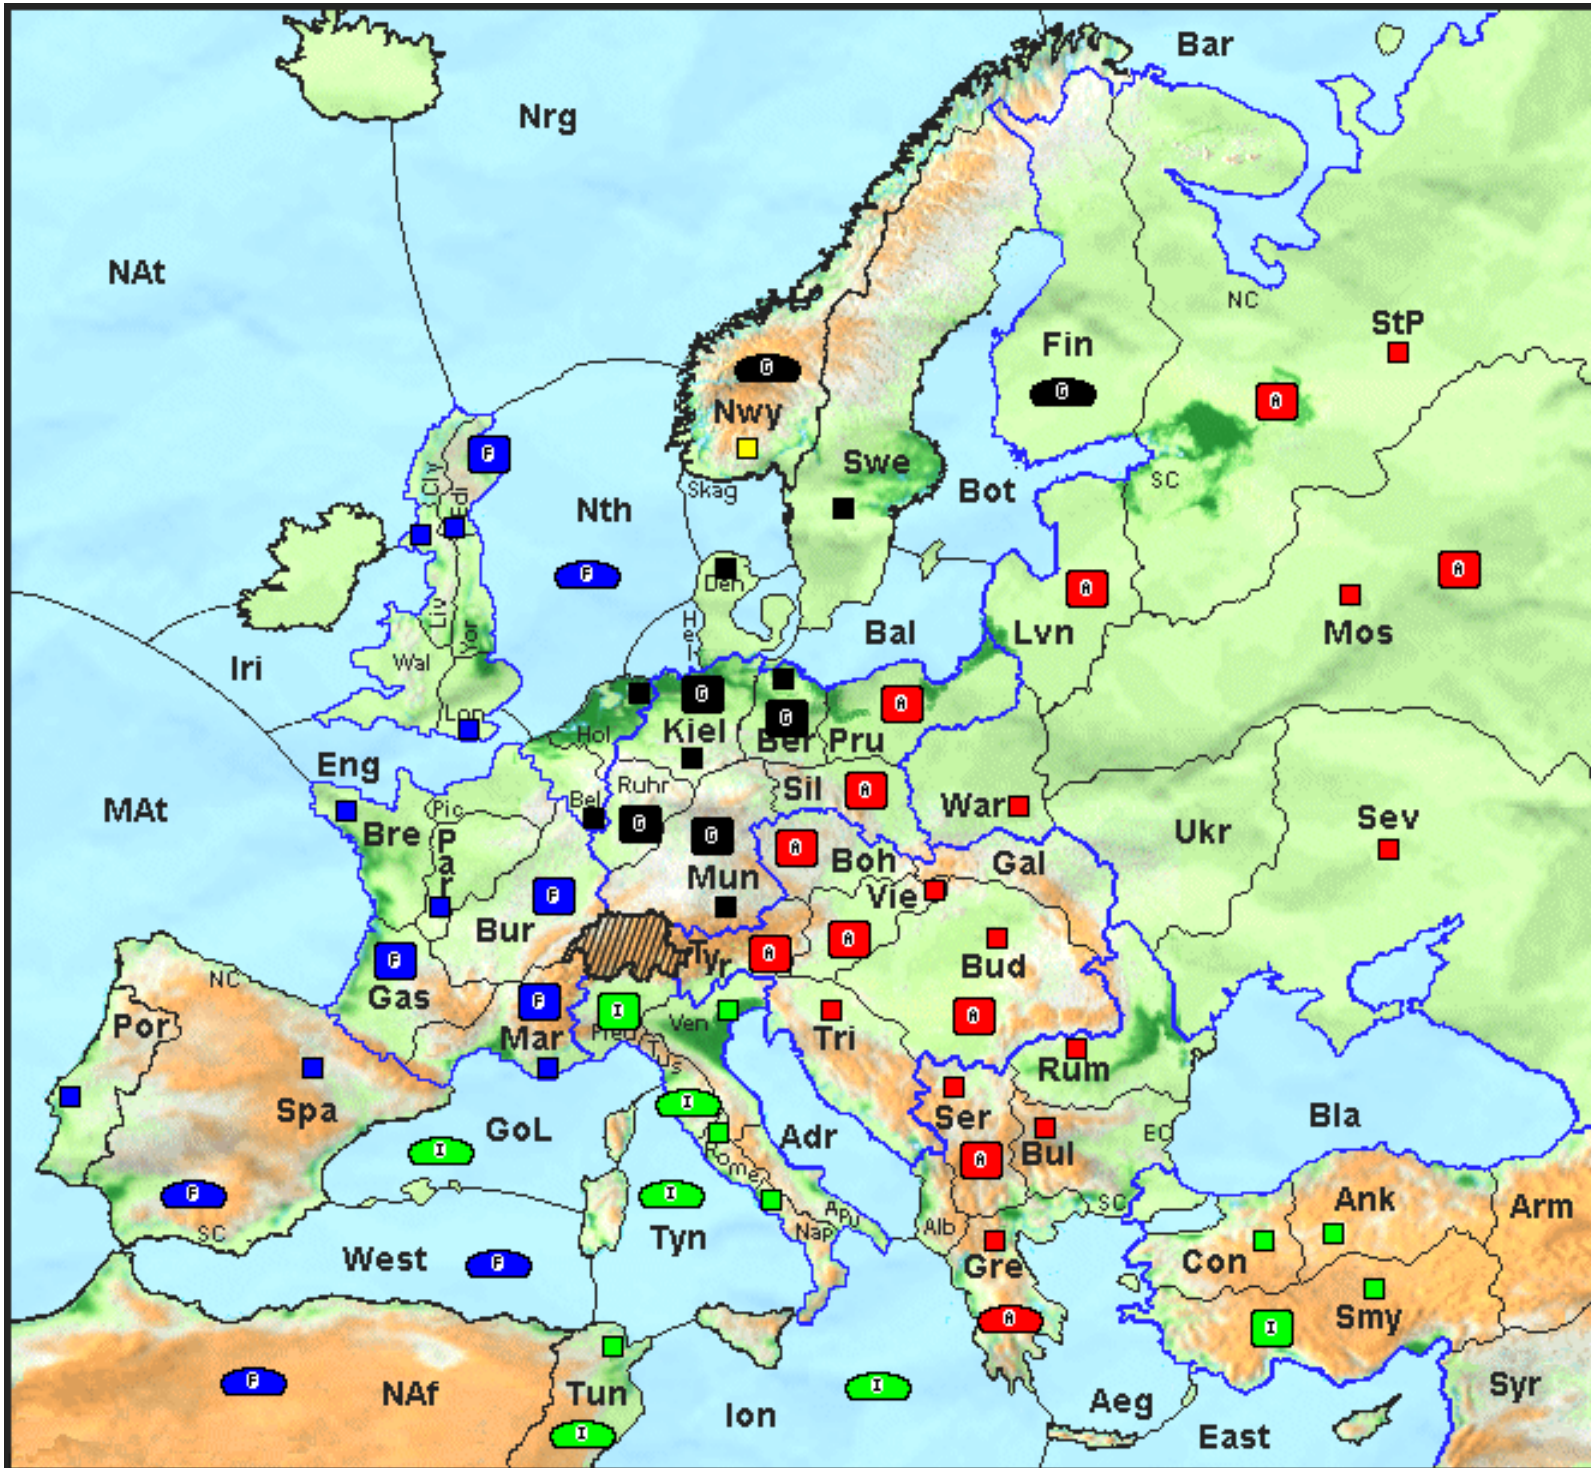 Bar
Nrg
NAt
NC
StP
Fin
A
G
G
Nwy
F
Cly
Edi
Swe
SC
Skag
Bot
Nth
A
F
Den
A
Hel
Liv
Yor
Bal
Lvn
Mos
Iri
Wal
G
A
Lon
Hol
Kiel
G
Ber
Pru
Eng
Ruhr
Sil
A
MAt
Pic
Bel
War
Bre
Par
G
G
A
Boh
Gal
Ukr
Sev
Mun
Vie
F
Bur
A
Bud
F
Tyr
A
NC
Gas
F
I
A
Por
Mar
Pied
Ven
Tri
Tus
Rum
Spa
I
Ser
GoL
Adr
Bul
EC
Bla
I
Rome
A
F
I
Ank
SC
Apu
SC
Arm
Nap
Alb
West
Tyn
Con
F
Gre
A
I
Smy
F
NAf
Tun
I
Ion
Aeg
Syr
I
East